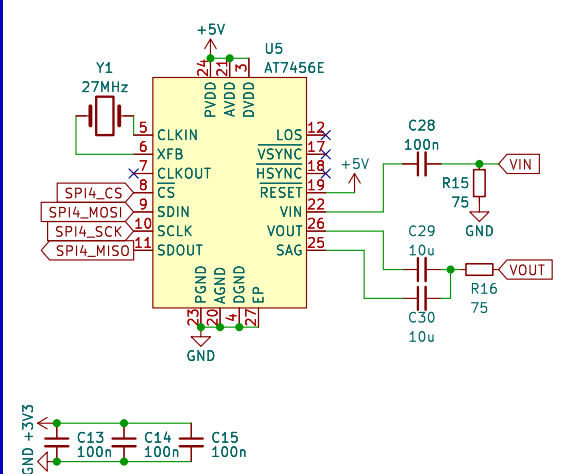 +5V
U5
AT7456E
Y1
27MHz
24
21
3
PVDD
AVDD
DVDD
5
CLKIN
6
XFB
7
CLKOUT
SPI4_CS
8
CS
SPI4_MOSI
9
SDIN
SPI4_SCK
10
SCLK
SPI4_MISO
11
SDOUT
LOS
12
VSYNC
17
HSYNC
18
RESET
19
+5V
VIN
22
VOUT
26
SAG
25
C28
100n
VIN
R15
75
GND
C29
10u
VOUT
R16
75
C30
10u
PGND
AGND
DGND
EP
23
20
4
27
GND
+3V3
GND
C13
100n
C14
100n
C15
100n